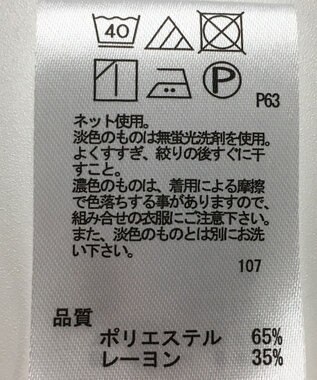 40
P
P63
ネット使用。
淡色のものは無蛍光洗剤を使用。
よくすすぎ、絞りの後すぐに干
すこと。
濃色のものは、着用による摩擦
で色落ちする事がありますので、
組み合せの衣服にご注意下さい。
また、淡色のものとは別にお洗
い下さい。
107
品質
ポリエステル 65%
レーヨン 35%